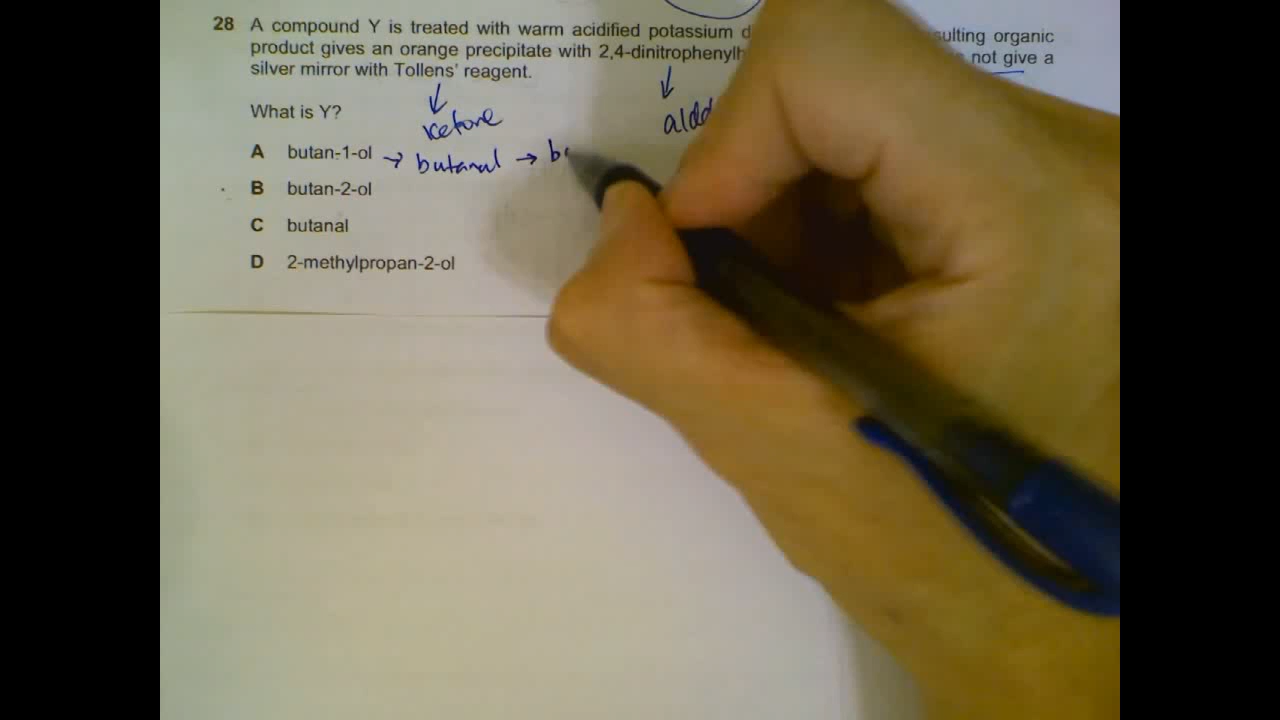 28 A compound Y is treated with warm acidified potassium d sulting organic
product gives an orange precipitate with 2,4-dinitrophenylh not give a
silver mirror with Tollens' reagent.
What is Y?
ketone
ald
A butan-1-ol → butanal → b
B butan-2-ol
C butanal
D 2-methylpropan-2-ol